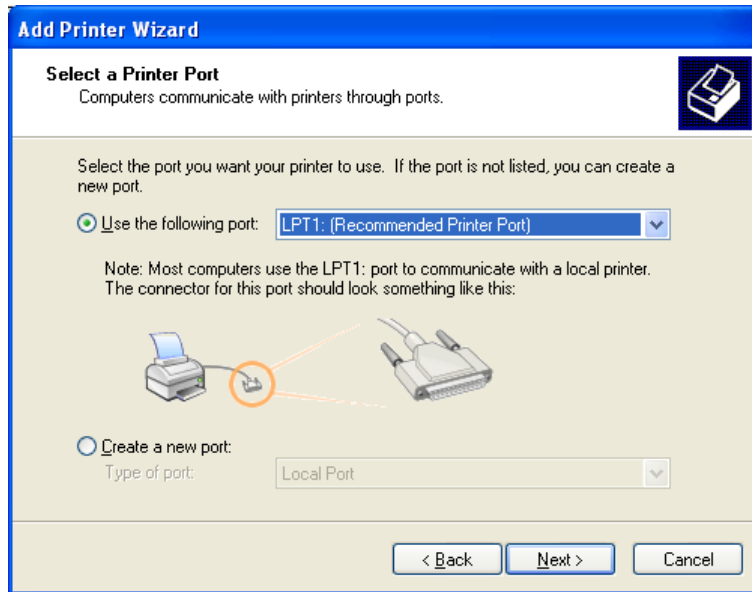 Add Printer Wizard
Select a Printer Port
Computers communicate with printers through ports.
Select the port you want your printer to use. If the port is not listed, you can create a
new port.
Use the following port: LPT1: (Recommended Printer Port)
Note: Most computers use the LPT1: port to communicate with a local printer.
The connector for this port should look something like this:
Create a new port:
Type of port: Local Port
< Back Next > Cancel